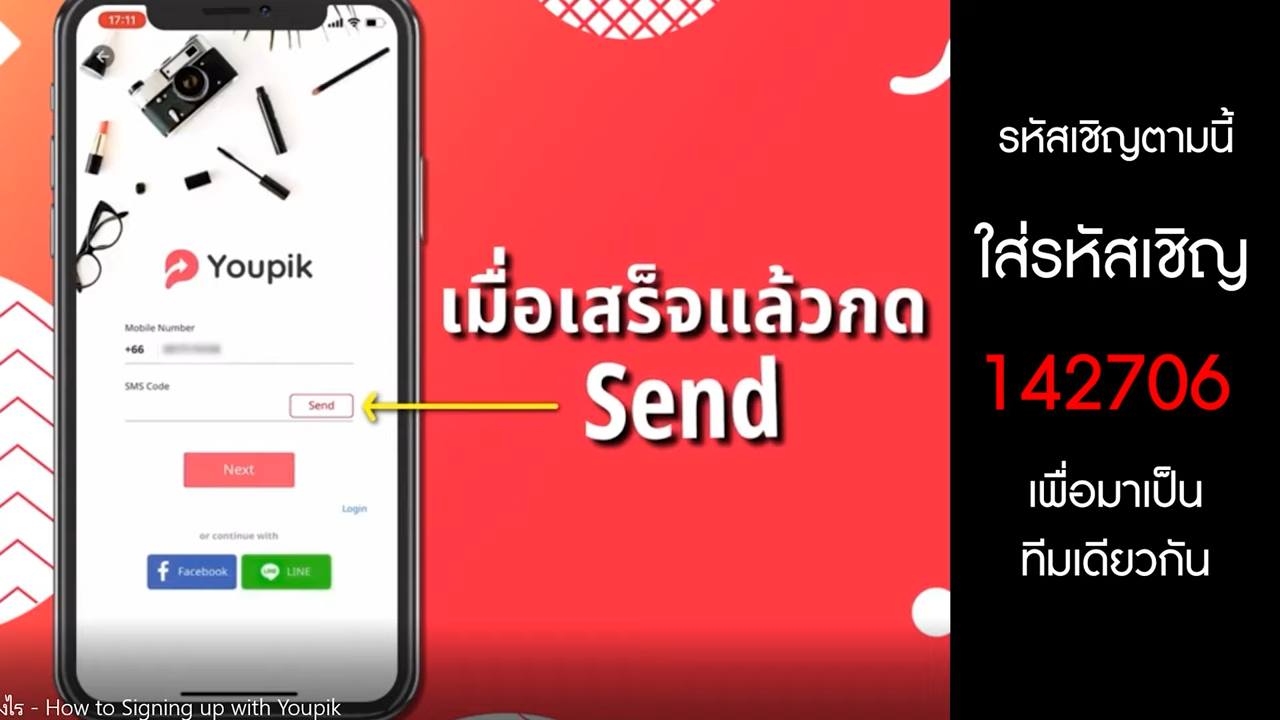 17:11
Youpik
Mobile Number
+66
SMS Code
Send
Next
Login
or continue with
Facebook
LINE
LINE
เมื่อเสร็จแล้วกด
Send
รหัสเชิญตามนี้
ใส่รหัสเชิญ
142706
เพื่อมาเป็น
ทีมเดียวกัน
งไร - How to Signing up with Youpik